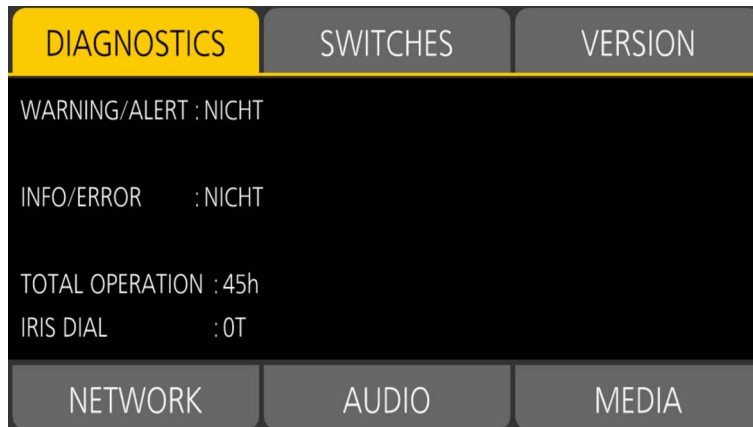 DIAGNOSTICS SWITCHES VERSION
WARNING/ALERT : NICHT
INFO/ERROR : NICHT
TOTAL OPERATION : 45h
IRIS DIAL : 0T
NETWORK AUDIO MEDIA